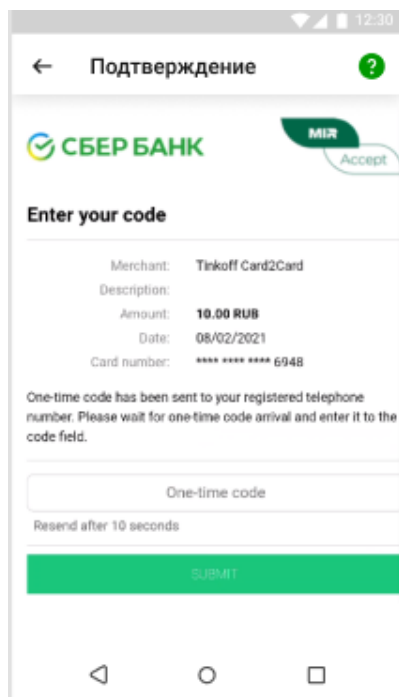 12:30
Подтверждение
?
СБЕР БАНК
MIR
Accept
Enter your code
Merchant: Tinkoff Card2Card
Description:
Amount: 10.00 RUB
Date: 08/02/2021
Card number: **** **** **** 6948
One-time code has been sent to your registered telephone
number. Please wait for one-time code arrival and enter it to the
code field.
One-time code
Resend after 10 seconds
SUBMIT